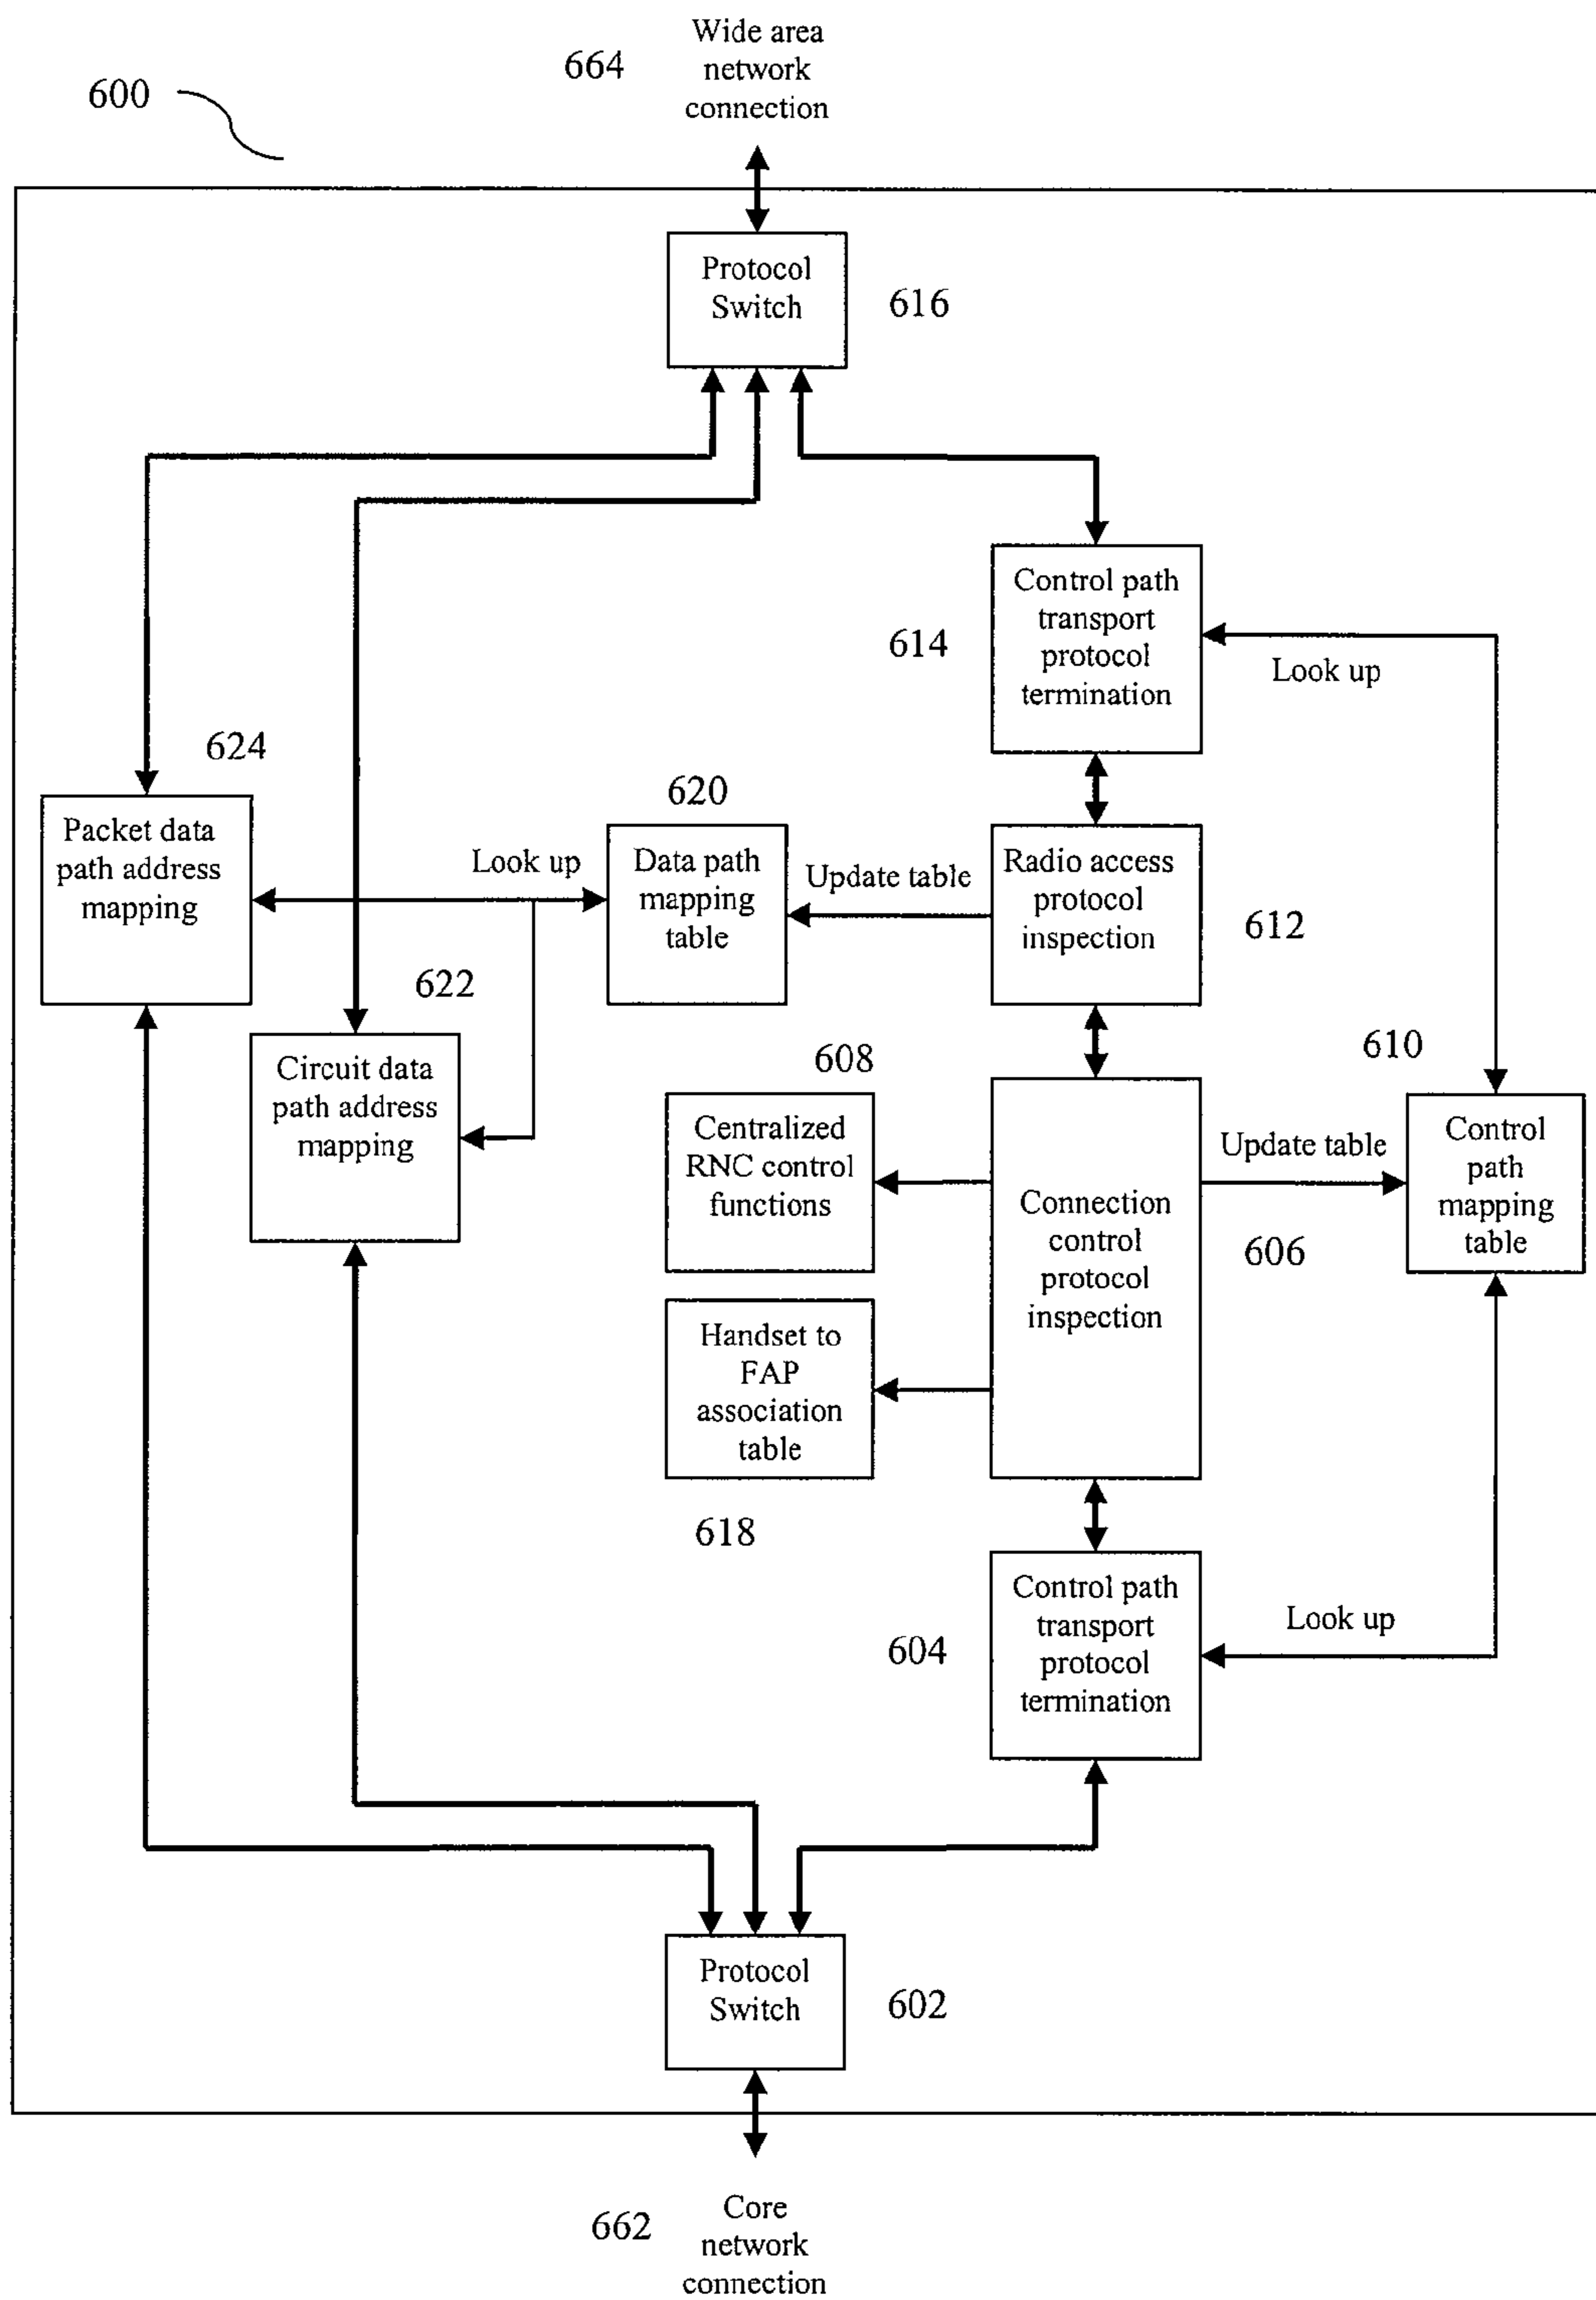 Wide area
network
connection
664
600
Protocol
Switch
616
Control path
transport
protocol
termination
614
Look up
624
Packet data
path address
mapping
Look up
620
Data path
mapping
table
Update table
Radio access
protocol
inspection
612
622
Circuit data
path address
mapping
608
Centralized
RNC control
functions
610
Control
path
mapping
table
Update table
Connection
control
protocol
inspection
606
Handset to
FAP
association
table
618
Control path
transport
protocol
termination
604
Look up
Protocol
Switch
602
662
Core
network
connection